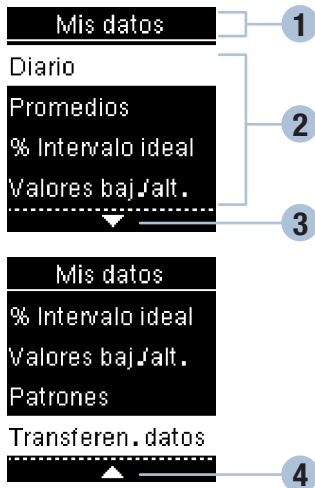 Mis datos
1
Diario
Promedios
% Intervalo ideal
Valores baj./alt.
2
3
Mis datos
% Intervalo ideal
Valores baj./alt.
Patrones
Transferen. datos
4